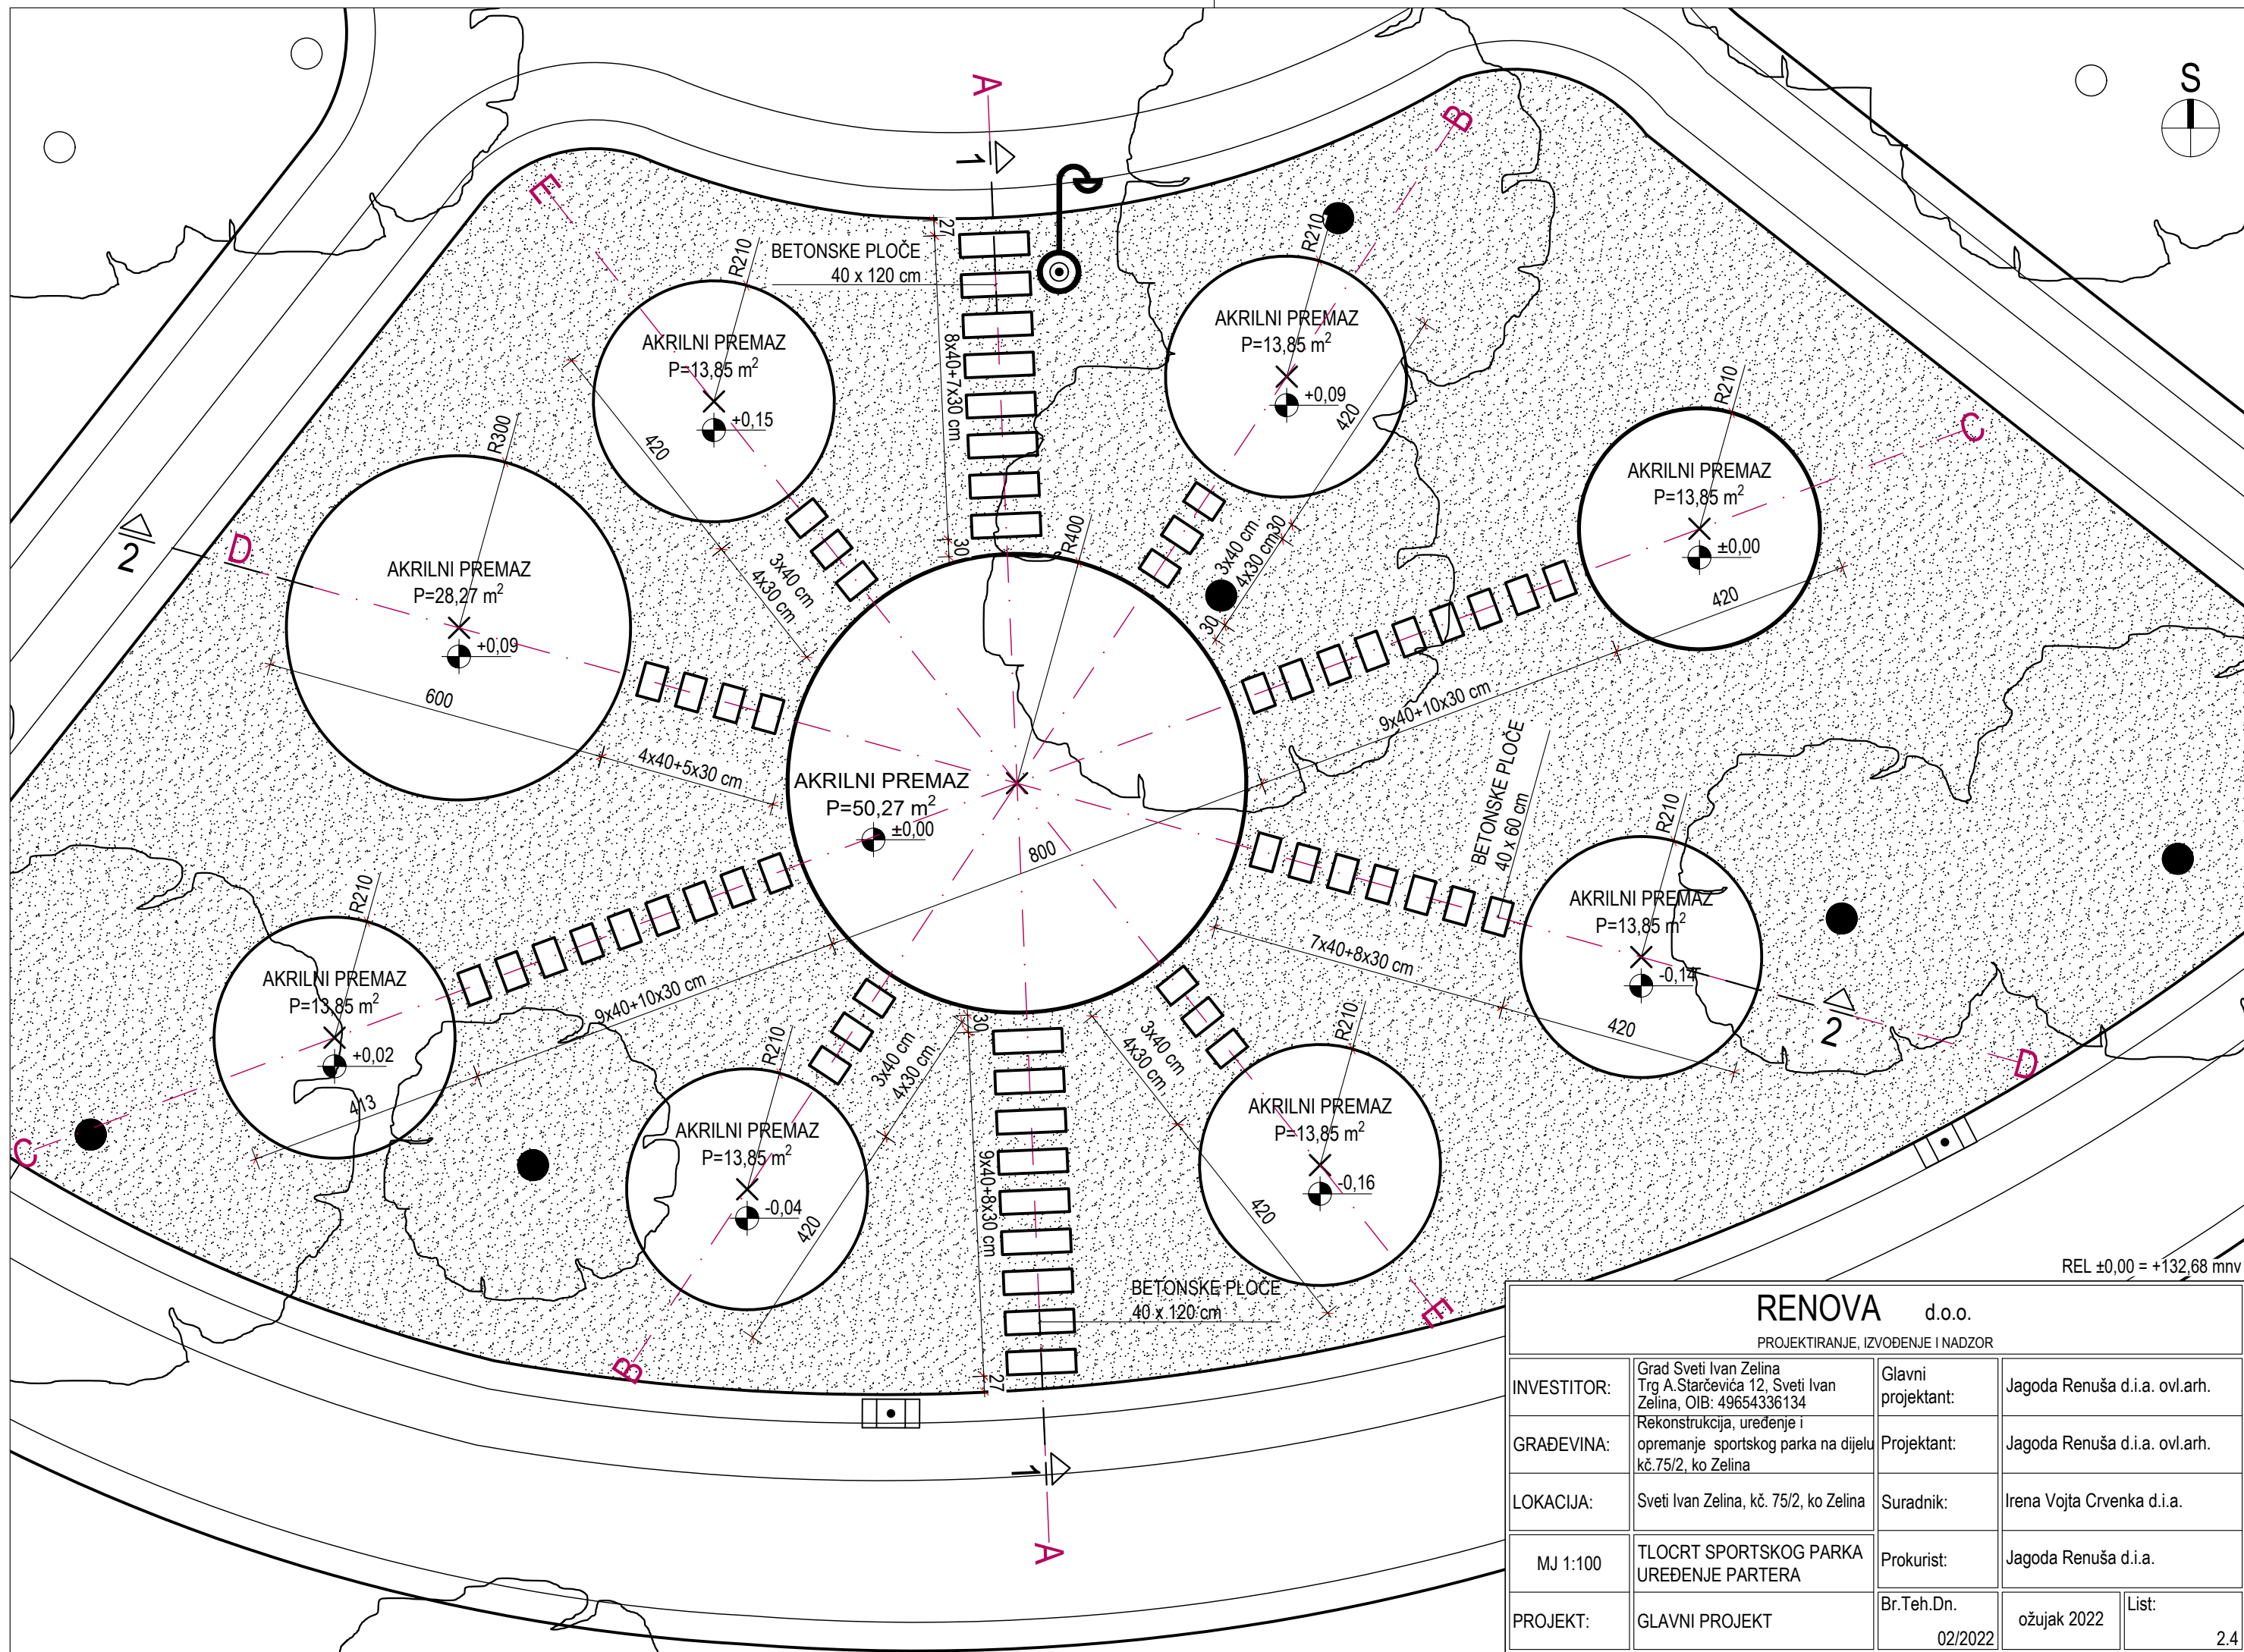 S
A
B
1
E
27
BETONSKE PLOČE
40 x 120 cm
R210
R210
AKRILNI PREMAZ
P=13,85 m²
+0,15
AKRILNI PREMAZ
P=13,85 m²
+0,09
8x40+7x30 cm
420
420
R210
C
AKRILNI PREMAZ
P=13,85 m²
±0,00
420
R300
2
D
AKRILNI PREMAZ
P=28,27 m²
+0,09
600
3x40 cm
4x30 cm
30
R400
3x40 cm
4x30 cm
30
30
4x40+5x30 cm
9x40+10x30 cm
AKRILNI PREMAZ
P=50,27 m²
±0,00
800
BETONSKE PLOČE
40 x 60 cm
R210
AKRILNI PREMAZ
P=13,85 m²
-0,14
7x40+8x30 cm
420
2
D
R210
AKRILNI PREMAZ
P=13,85 m²
+0,02
413
9x40+10x30 cm
C
R210
3x40 cm
4x30 cm
30
3x40 cm
4x30 cm
R210
AKRILNI PREMAZ
P=13,85 m²
-0,04
420
AKRILNI PREMAZ
P=13,85 m²
-0,16
420
9x40+8x30 cm
BETONSKE PLOČE
40 x 120 cm
27
B
E
1
A
REL ±0,00 = +132,68 mnv
RENOVA d.o.o.
PROJEKTIRANJE, IZVOĐENJE I NADZOR
INVESTITOR:
Grad Sveti Ivan Zelina
Trg A.Starčevića 12, Sveti Ivan
Zelina, OIB: 49654336134
Glavni
projektant:
Jagoda Renuša d.i.a. ovl.arh.
GRAĐEVINA:
Rekonstrukcija, uređenje i
opremanje sportskog parka na dijelu
kč.75/2, ko Zelina
Projektant:
Jagoda Renuša d.i.a. ovl.arh.
LOKACIJA:
Sveti Ivan Zelina, kč. 75/2, ko Zelina
Suradnik:
Irena Vojta Crvenka d.i.a.
MJ 1:100
TLOCRT SPORTSKOG PARKA
UREĐENJE PARTERA
Prokurist:
Jagoda Renuša d.i.a.
PROJEKT:
GLAVNI PROJEKT
Br.Teh.Dn.
02/2022
ožujak 2022
List:
2.4